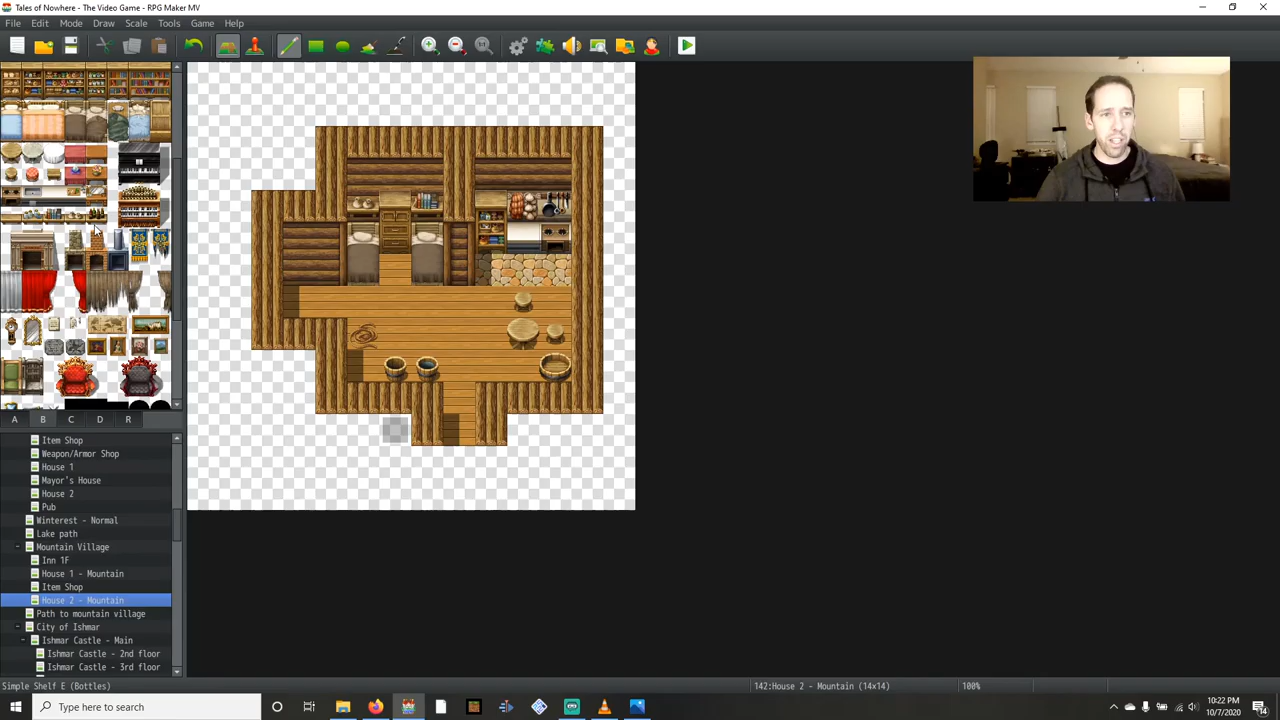 Tales of Nowhere - The Video Game - RPG Maker MV
File Edit Mode Draw Scale Tools Game Help
1:1
A B C D R
Item Shop
Weapon/Armor Shop
House 1
Mayor's House
House 2
Pub
Winterest - Normal
Lake path
Mountain Village
Inn 1F
House 1 - Mountain
Item Shop
House 2 - Mountain
Path to mountain village
City of Ishmar
Ishmar Castle - Main
Ishmar Castle - 2nd floor
Ishmar Castle - 3rd floor
Simple Shelf E (Bottles)
142:House 2 - Mountain (14x14)
100%
Type here to search
10:22 PM
10/7/2020